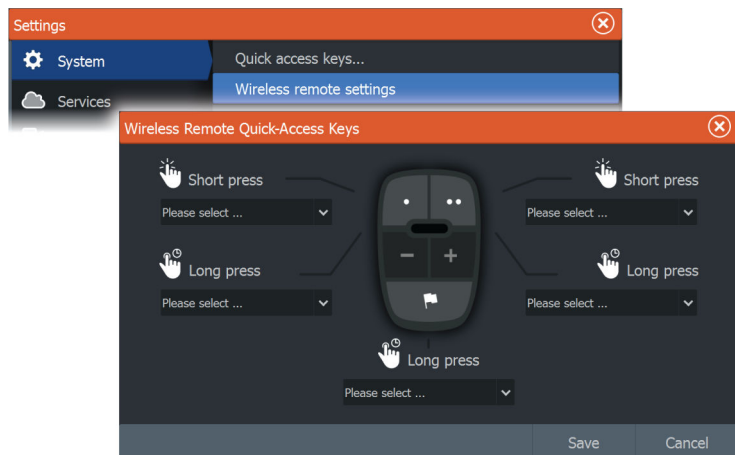 Settings
System
Quick access keys...
Services
Wireless remote settings
Wireless Remote Quick-Access Keys
Short press
Short press
Please select ...
Please select ...
Long press
Long press
Please select ...
Please select ...
Long press
Please select ...
Save
Cancel